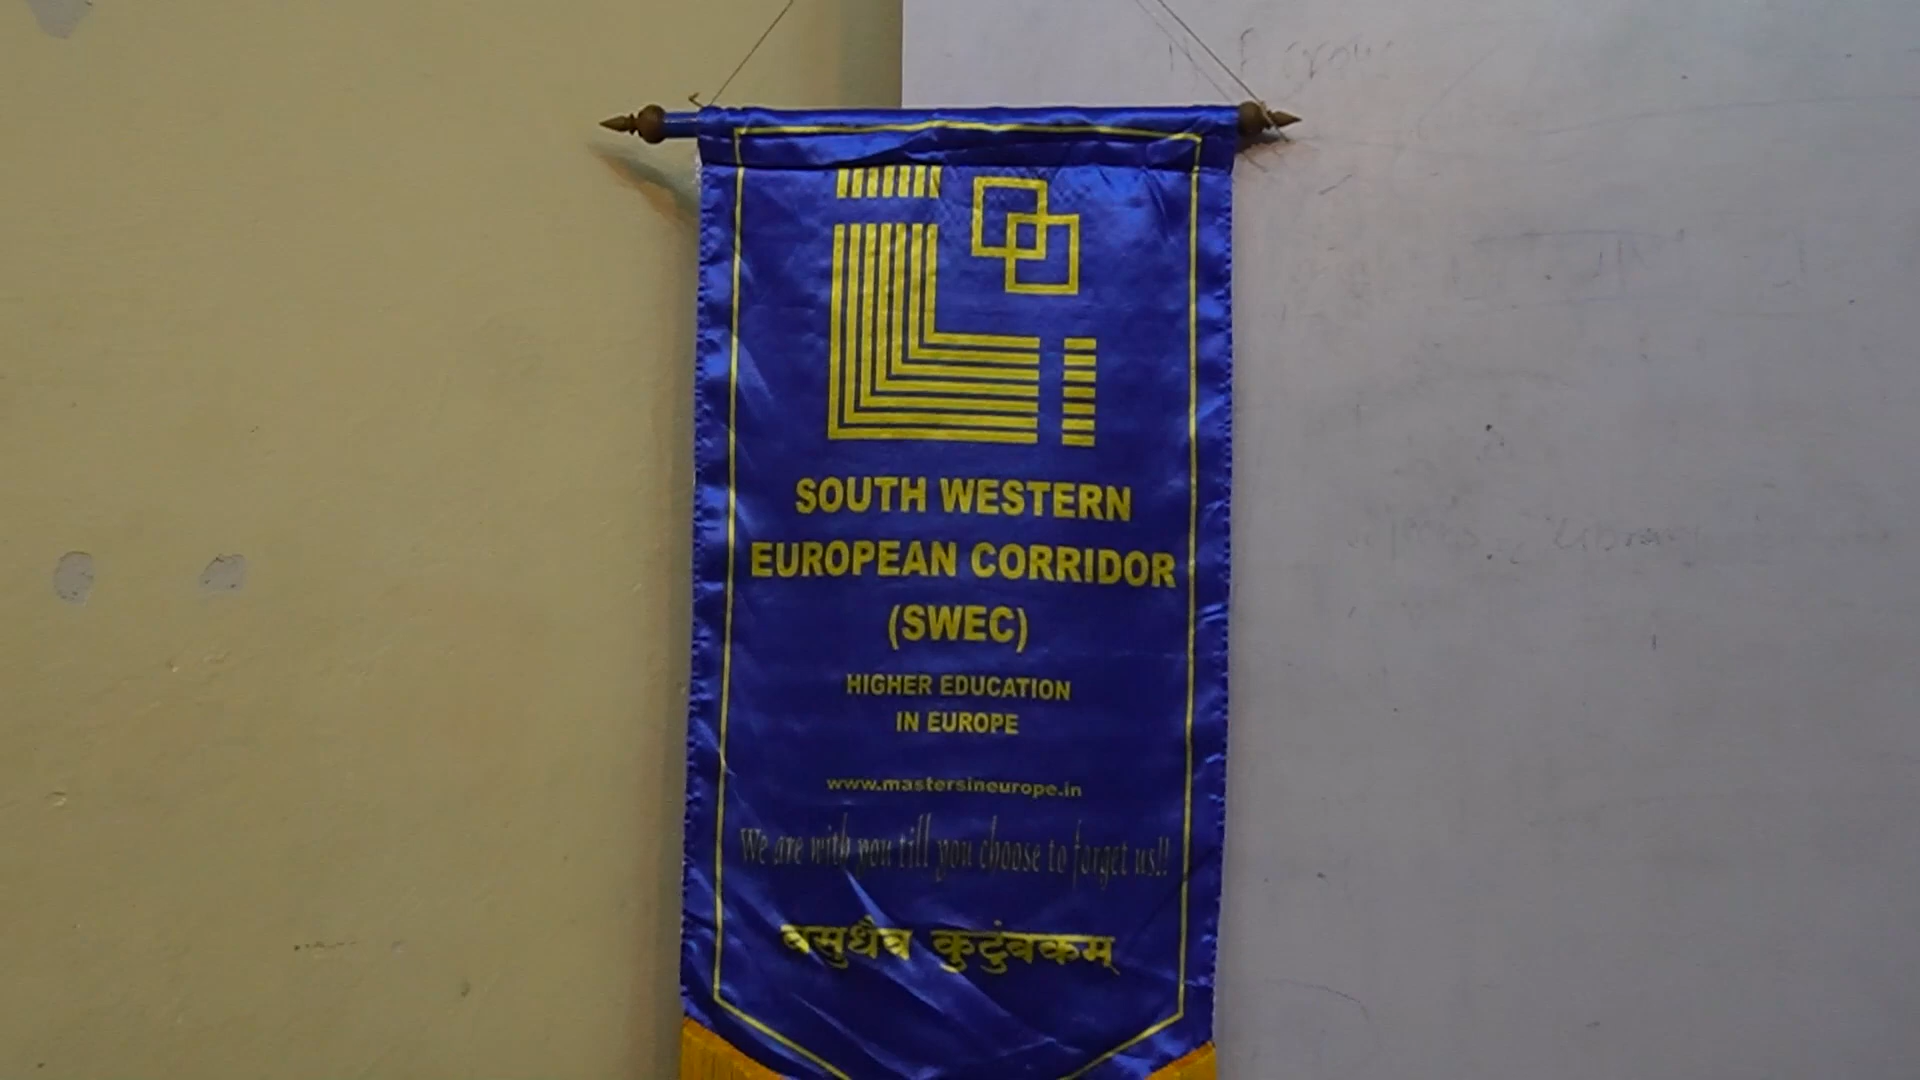 SOUTH WESTERN
EUROPEAN CORRIDOR
(SWEC)
HIGHER EDUCATION
IN EUROPE
www.mastersineurope.in
We are with you till you choose to forget us!!
वसुधैव कुटुंबकम्